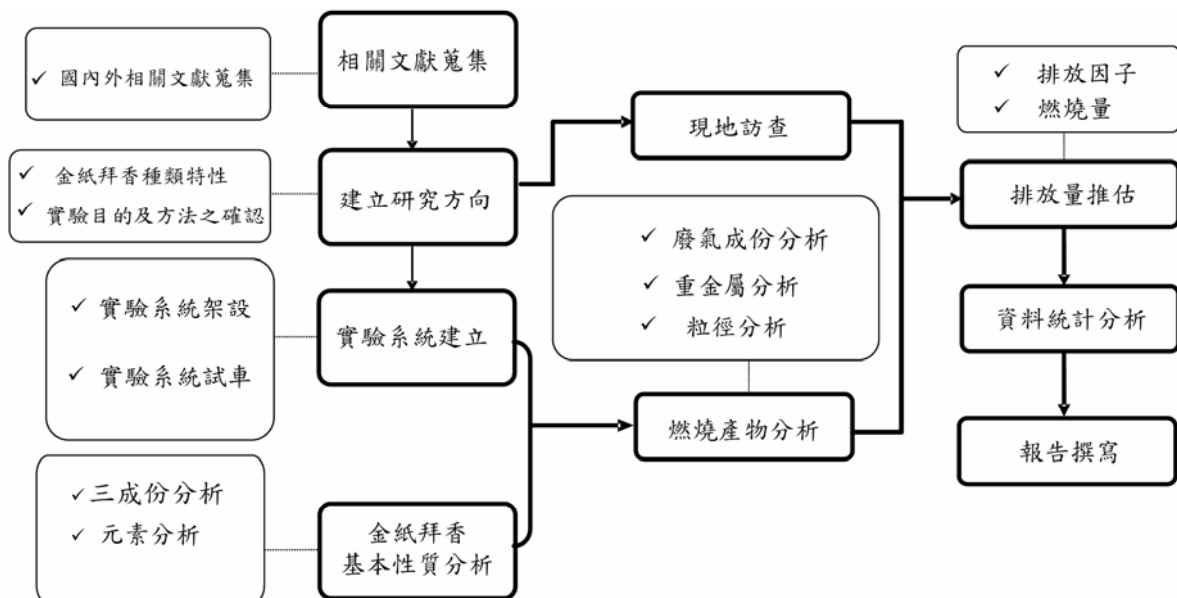 相關文獻蒐集
✓ 國內外相關文獻蒐集
建立研究方向
✓ 金紙拜香種類特性
✓ 實驗目的及方法之確認
實驗系統建立
✓ 實驗系統架設
✓ 實驗系統試車
金紙拜香
基本性質分析
✓ 三成份分析
✓ 元素分析
現地訪查
✓ 廢氣成份分析
✓ 重金屬分析
✓ 粒徑分析
燃燒產物分析
✓ 排放因子
✓ 燃燒量
排放量推估
資料統計分析
報告撰寫